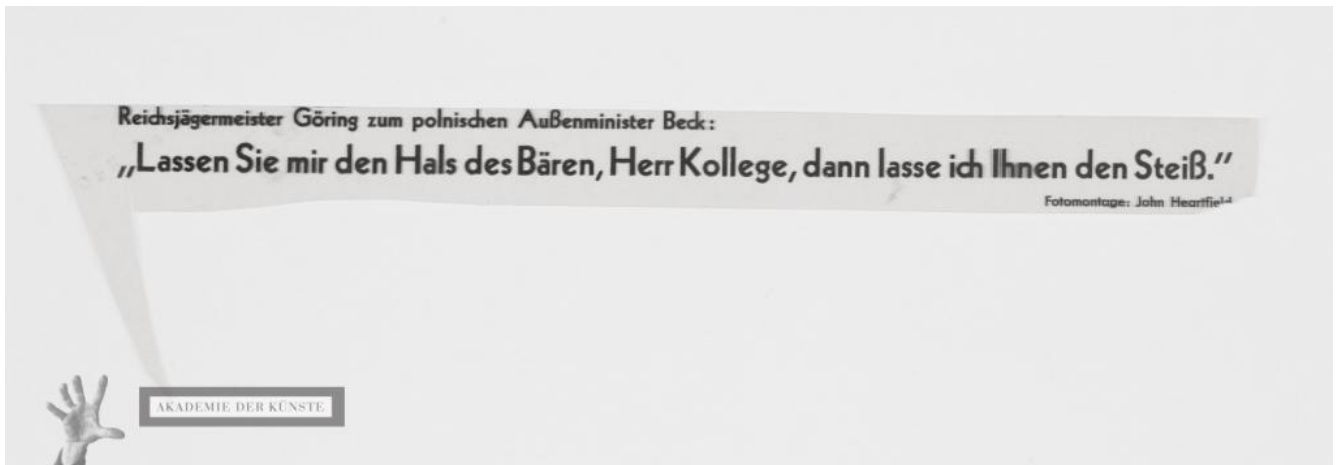 Reichsjägermeister Göring zum polnischen Außenminister Beck:
„Lassen Sie mir den Hals des Bären, Herr Kollege, dann lasse ich Ihnen den Steiß.“
Fotomontage: John Heartfield
AKADEMIE DER KÜNSTE